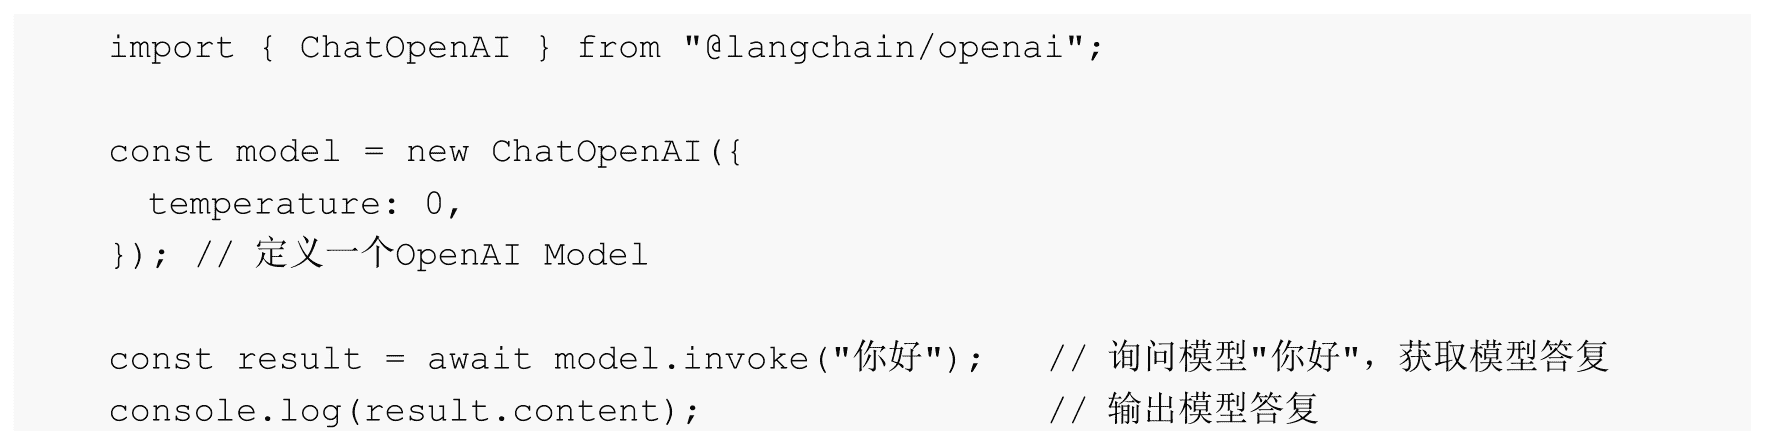 import { ChatOpenAI } from "@langchain/openai";
const model = new ChatOpenAI({
  temperature: 0,
}); // 定义一个OpenAI Model
const result = await model.invoke("你好");   // 询问模型"你好"，获取模型答复
console.log(result.content);                // 输出模型答复